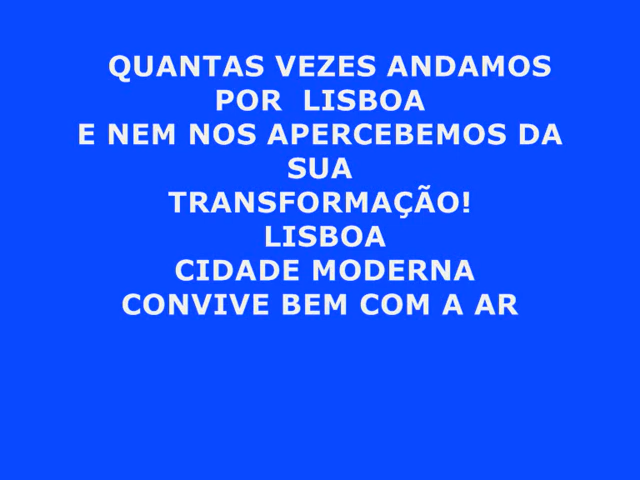 QUANTAS VEZES ANDAMOS
POR LISBOA
E NEM NOS APERCEBEMOS DA
SUA
TRANSFORMAÇÃO!
LISBOA
CIDADE MODERNA
CONVIVE BEM COM A AR